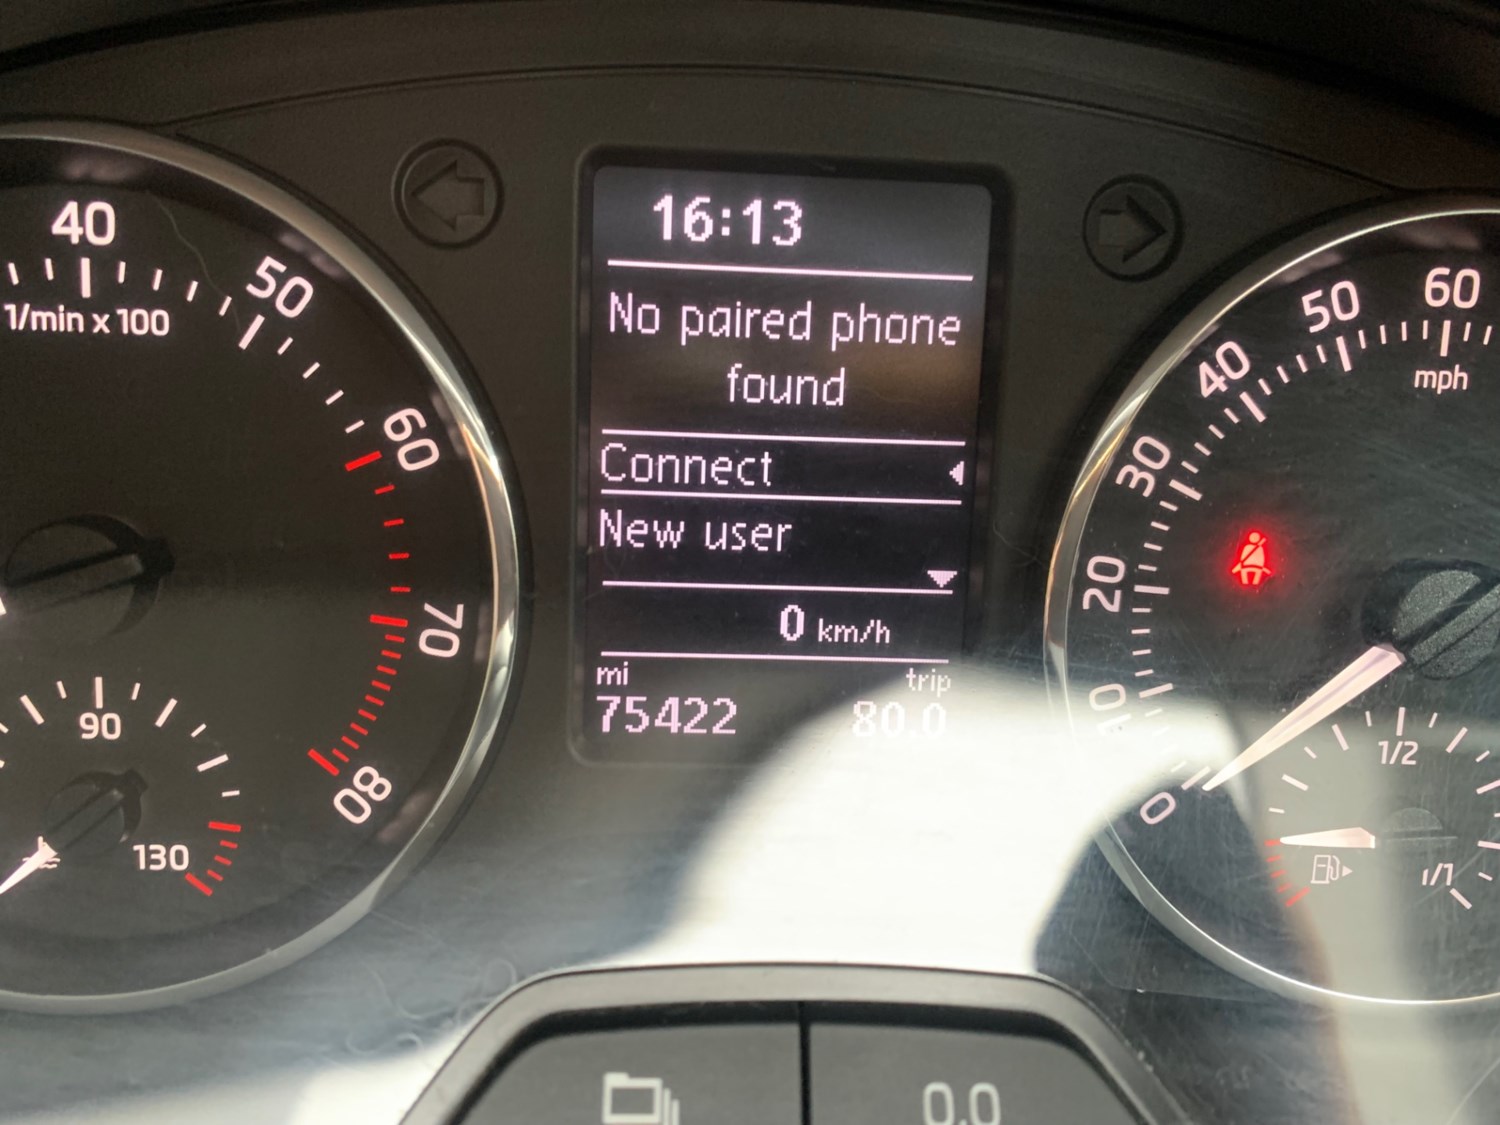 40
50
60
70
80
1/min x 100
90
130
16:13
No paired phone
found
Connect
New user
0 km/h
mi
trip
75422
80.0
0
10
20
30
40
50
60
mph
1/2
1/1
0.0